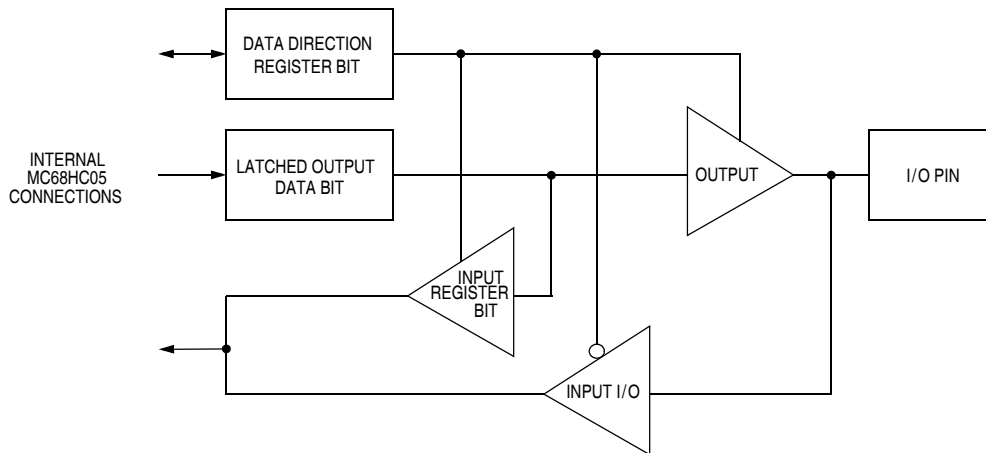 DATA DIRECTION
REGISTER BIT
INTERNAL
MC68HC05
CONNECTIONS
LATCHED OUTPUT
DATA BIT
OUTPUT
I/O PIN
INPUT
REGISTER
BIT
INPUT I/O